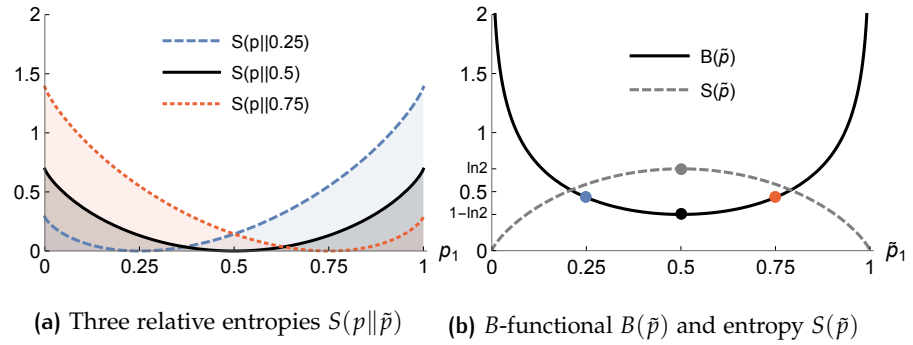 2
1.5
1
0.5
0
0
0.25
0.5
0.75
1
p₁
S(p||0.25)
S(p||0.5)
S(p||0.75)
2
1.5
1
ln2
0.5
1-ln2
0
0
0.25
0.5
0.75
1
p̃₁
B(p̃)
S(p̃)
(a) Three relative entropies S(p‖p̃)
(b) B-functional B(p̃) and entropy S(p̃)